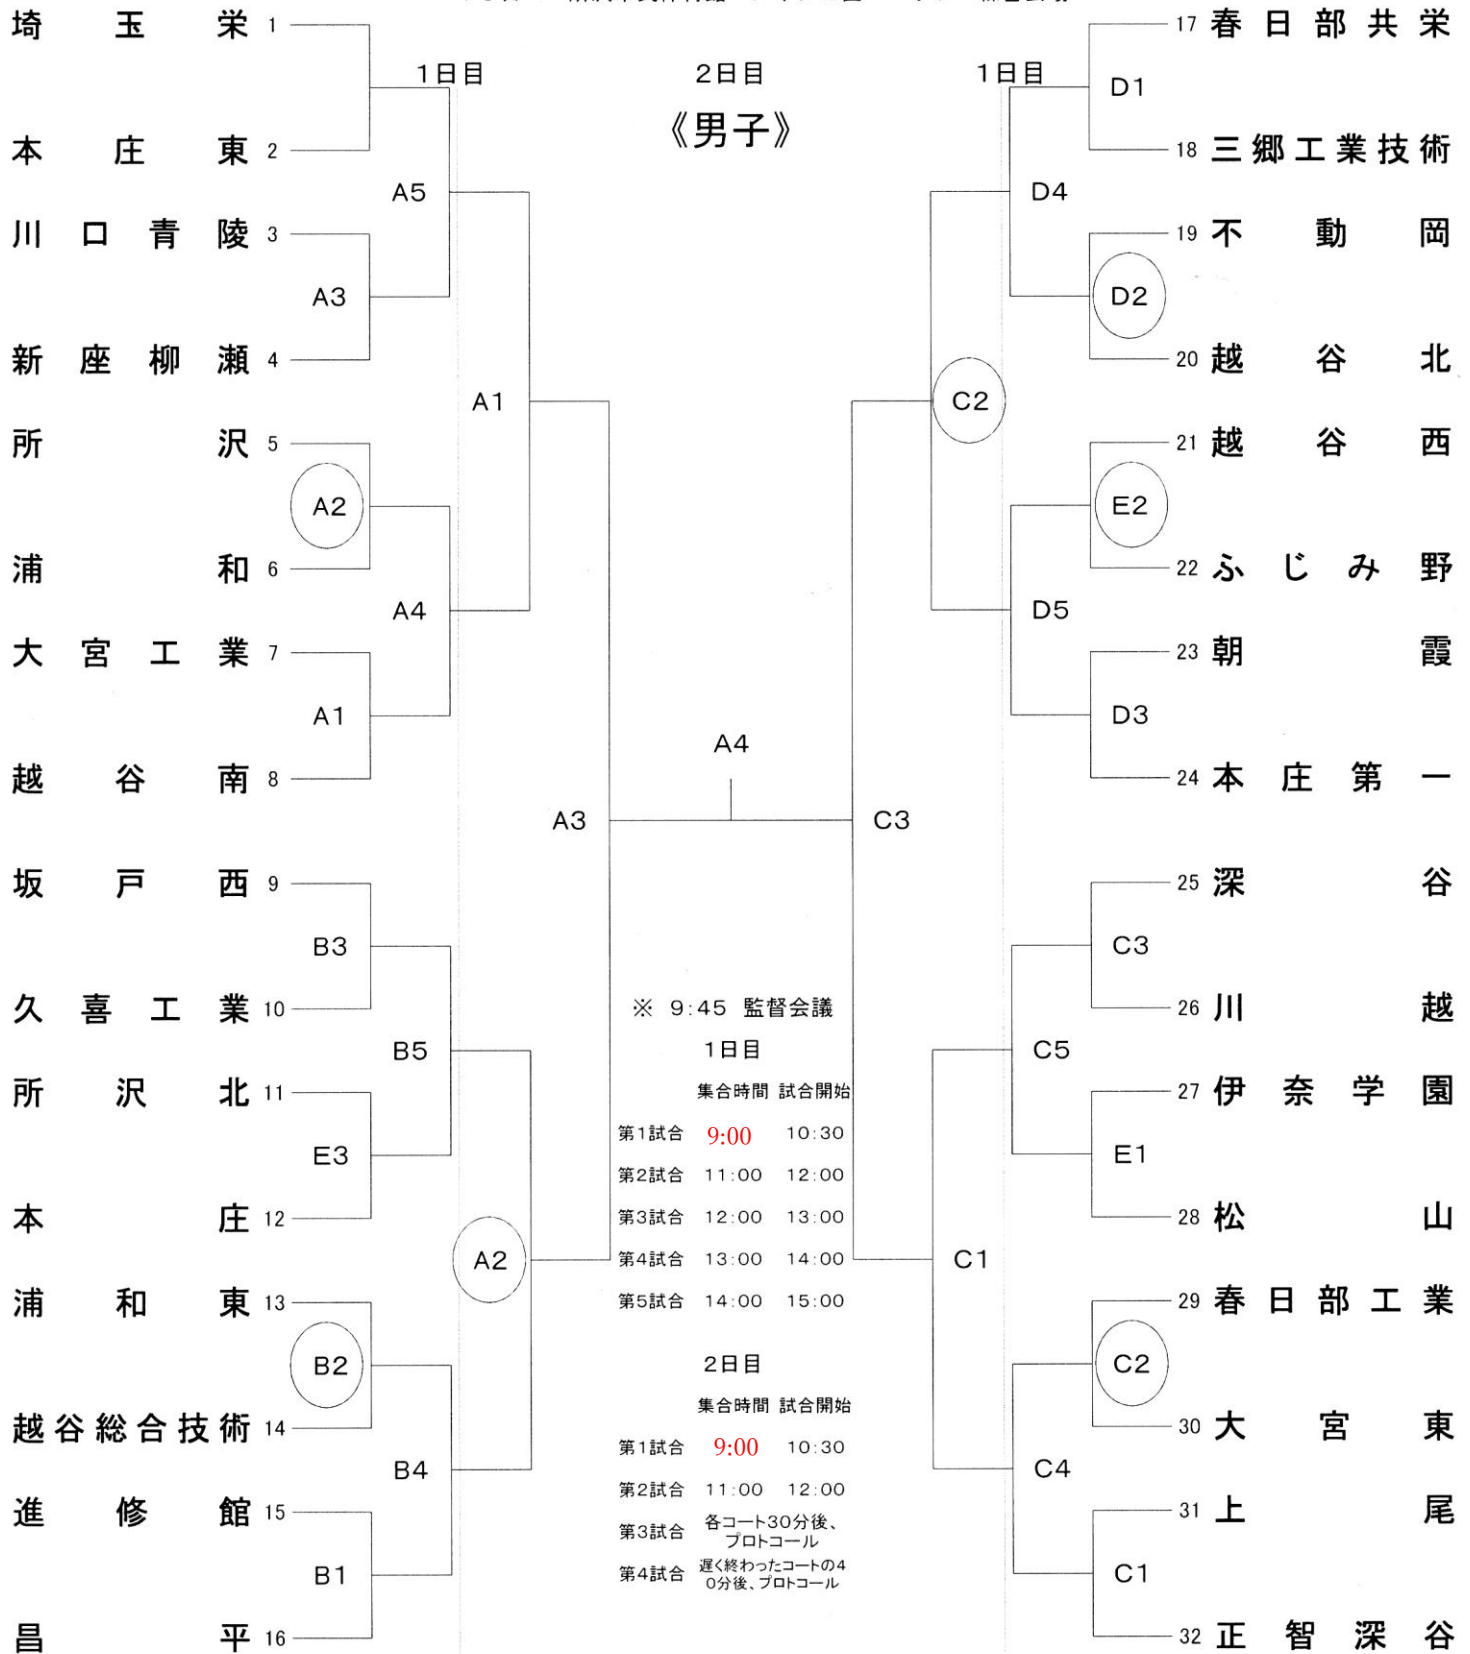 埼玉栄 1
本庄東 2
川口青陵 3
新座柳瀬 4
所沢 5
浦和 6
大宮工業 7
越谷南 8
坂戸西 9
久喜工業 10
所沢北 11
本庄 12
浦和東 13
越谷総合技術 14
進修館 15
昌平 16
1日目
A5
A3
A2
A4
A1
B3
B5
E3
B2
B4
B1
A1
A2
A3
2日目
《男子》
A4
※ 9:45 監督会議
1日目
集合時間 試合開始
第1試合 9:00 10:30
第2試合 11:00 12:00
第3試合 12:00 13:00
第4試合 13:00 14:00
第5試合 14:00 15:00
2日目
集合時間 試合開始
第1試合 9:00 10:30
第2試合 11:00 12:00
第3試合 各コート30分後、
プロトコール
第4試合 遅く終わったコートの4
0分後、プロトコール
C3
C2
C1
1日目
D1
D4
D2
E2
D5
D3
C3
C5
E1
C2
C4
C1
17 春日部共栄
18 三郷工業技術
19 不動岡
20 越谷北
21 越谷西
22 ふじみ野
23 朝霞
24 本庄第一
25 深谷
26 川越
27 伊奈学園
28 松山
29 春日部工業
30 大宮東
31 上尾
32 正智深谷